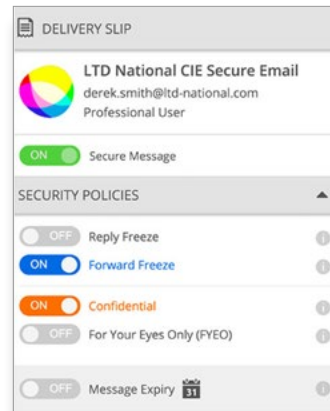 DELIVERY SLIP
LTD National CIE Secure Email
derek.smith@ltd-national.com
Professional User
ON Secure Message
SECURITY POLICIES
OFF Reply Freeze
ON Forward Freeze
ON Confidential
OFF For Your Eyes Only (FYEO)
OFF Message Expiry 31